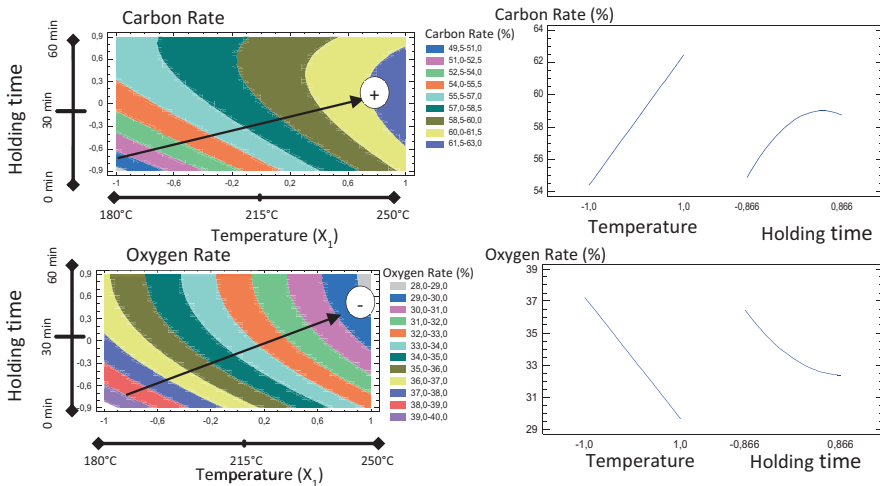 Carbon Rate
Holding time
60 min
30 min
0 min
0,9
0,6
0,3
0
-0,3
-0,6
-0,9
-1
-0,6
-0,2
0,2
0,6
1
+
180°C
215°C
250°C
Temperature (X1)
Carbon Rate (%)
49,5-51,0
51,0-52,5
52,5-54,0
54,0-55,5
55,5-57,0
57,0-58,5
58,5-60,0
60,0-61,5
61,5-63,0
Carbon Rate (%)
64
62
60
58
56
54
-1,0
1,0
-0,866
0,866
Temperature
Holding time
Oxygen Rate
Holding time
60 min
30 min
0 min
0,9
0,6
0,3
0
-0,3
-0,6
-0,9
-1
-0,6
-0,2
0,2
0,6
1
-
180°C
215°C
250°C
Temperature (X1)
Oxygen Rate (%)
28,0-29,0
29,0-30,0
30,0-31,0
31,0-32,0
32,0-33,0
33,0-34,0
34,0-35,0
35,0-36,0
36,0-37,0
37,0-38,0
38,0-39,0
39,0-40,0
Oxygen Rate (%)
39
37
35
33
31
29
-1,0
1,0
-0,866
0,866
Temperature
Holding time